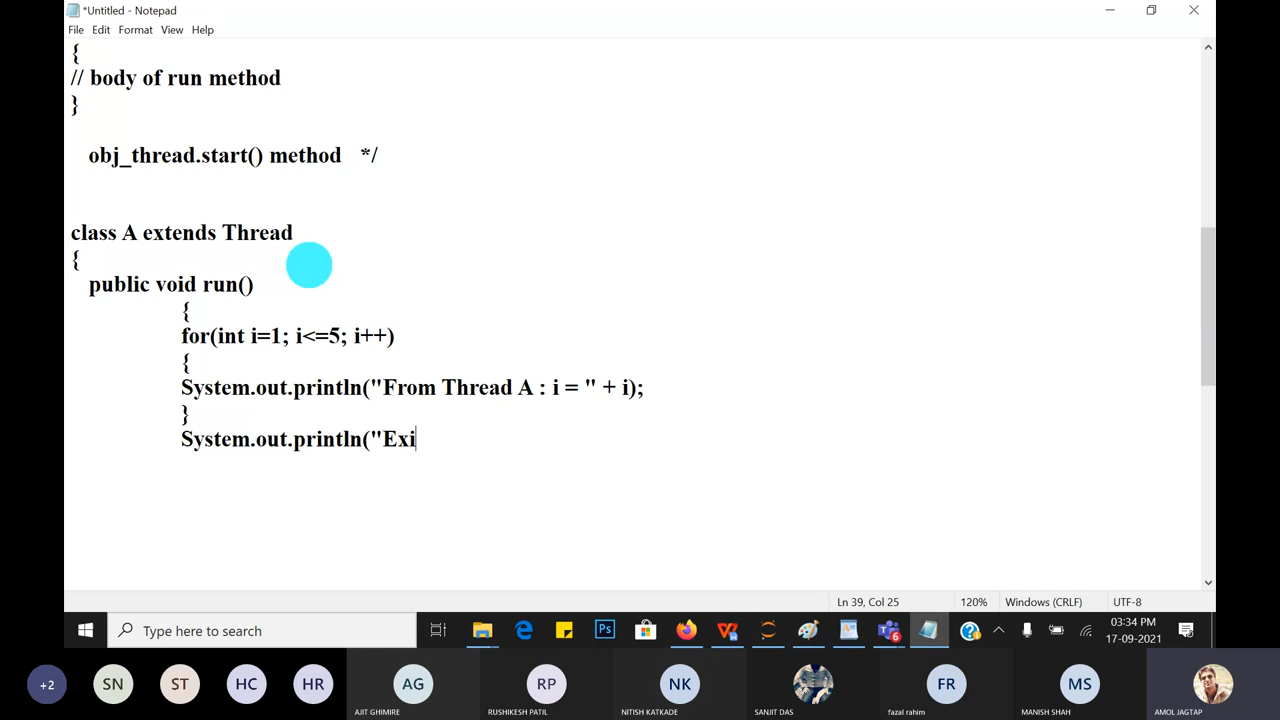 *Untitled - Notepad
File Edit Format View Help
{
// body of run method
}
obj_thread.start() method */
class A extends Thread
{
public void run()
{
for(int i=1; i<=5; i++)
{
System.out.println("From Thread A : i = " + i);
}
System.out.println("Exi
Ln 39, Col 25 120% Windows (CRLF) UTF-8
Type here to search
Ps
W
6
03:34 PM
17-09-2021
+2 SN ST HC HR AG RP NK FR MS
AJIT GHIMIRE RUSHIKESH PATIL NITISH KATKADE SANJIT DAS fazal rahim MANISH SHAH AMOL JAGTAP